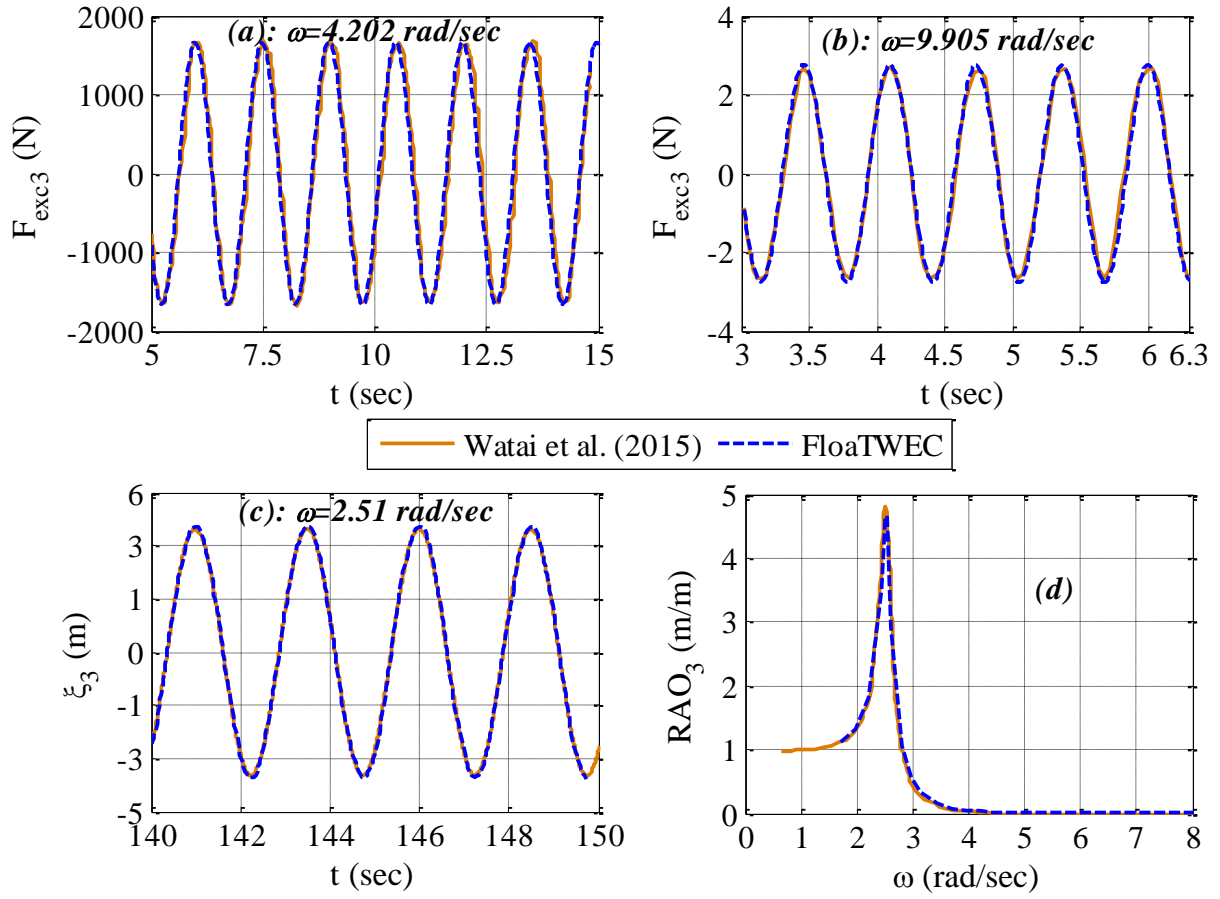 (a): ω=4.202 rad/sec
F_exc3 (N)
2000
1000
0
-1000
-2000
5 7.5 10 12.5 15
t (sec)
(b): ω=9.905 rad/sec
F_exc3 (N)
4
2
0
-2
-4
3 3.5 4 4.5 5 5.5 6 6.3
t (sec)
Watai et al. (2015) FloaTWEC
(c): ω=2.51 rad/sec
ξ_3 (m)
6
3
1
0
-1
-3
-5
140 142 144 146 148 150
t (sec)
(d)
RAO_3 (m/m)
5
4
3
2
1
0
0 1 2 3 4 5 6 7 8
ω (rad/sec)